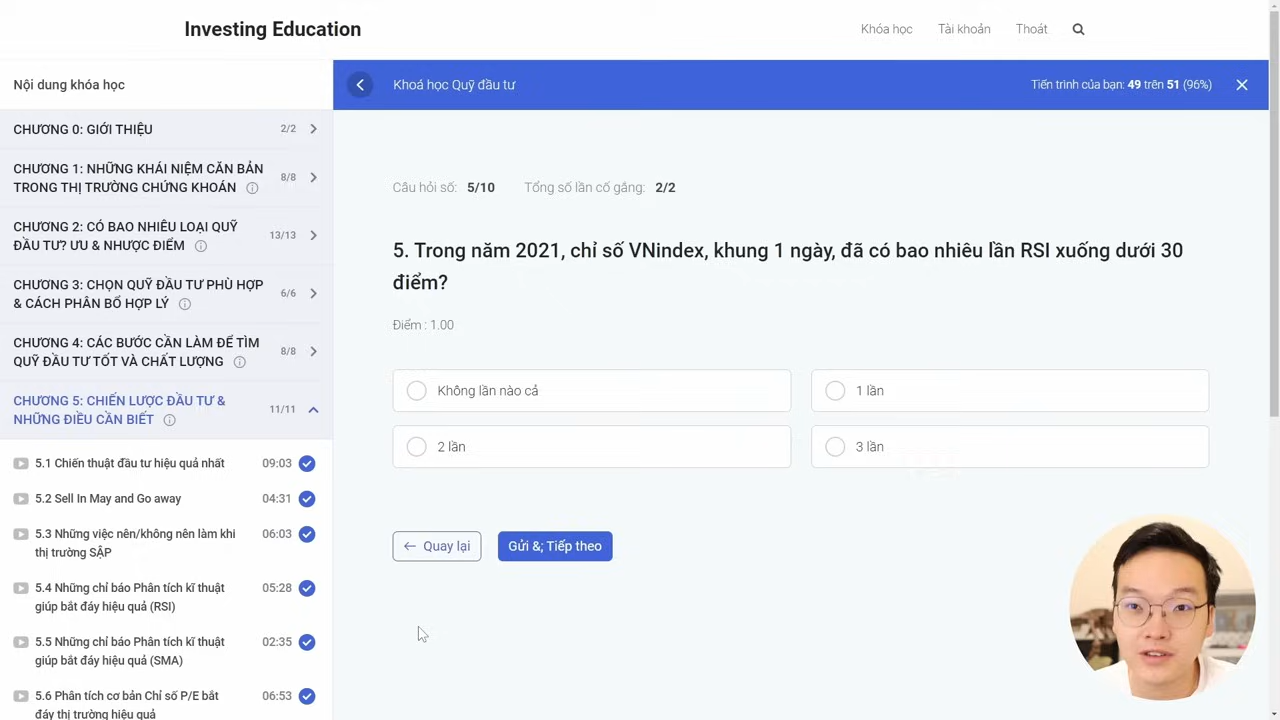 Investing Education
Khóa học
Tài khoản
Thoát
Nội dung khóa học
Khoá học Quỹ đầu tư
Tiến trình của bạn: 49 trên 51 (96%)
CHƯƠNG 0: GIỚI THIỆU
2/2
CHƯƠNG 1: NHỮNG KHÁI NIỆM CĂN BẢN
TRONG THỊ TRƯỜNG CHỨNG KHOÁN
8/8
CHƯƠNG 2: CÓ BAO NHIÊU LOẠI QUỸ
ĐẦU TƯ? ƯU & NHƯỢC ĐIỂM
13/13
CHƯƠNG 3: CHỌN QUỸ ĐẦU TƯ PHÙ HỢP
& CÁCH PHÂN BỔ HỢP LÝ
6/6
CHƯƠNG 4: CÁC BƯỚC CẦN LÀM ĐỂ TÌM
QUỸ ĐẦU TƯ TỐT VÀ CHẤT LƯỢNG
8/8
CHƯƠNG 5: CHIẾN LƯỢC ĐẦU TƯ &
NHỮNG ĐIỀU CẦN BIẾT
11/11
5.1 Chiến thuật đầu tư hiệu quả nhất
09:03
5.2 Sell In May and Go away
04:31
5.3 Những việc nên/không nên làm khi
thị trường SẬP
06:03
5.4 Những chỉ báo Phân tích kĩ thuật
giúp bắt đáy hiệu quả (RSI)
05:28
5.5 Những chỉ báo Phân tích kĩ thuật
giúp bắt đáy hiệu quả (SMA)
02:35
5.6 Phân tích cơ bản Chỉ số P/E bắt
đáy thị trường hiệu quả
06:53
Câu hỏi số: 5/10
Tổng số lần cố gắng: 2/2
5. Trong năm 2021, chỉ số VNindex, khung 1 ngày, đã có bao nhiêu lần RSI xuống dưới 30
điểm?
Điểm : 1.00
Không lần nào cả
1 lần
2 lần
3 lần
Quay lại
Gửi &; Tiếp theo